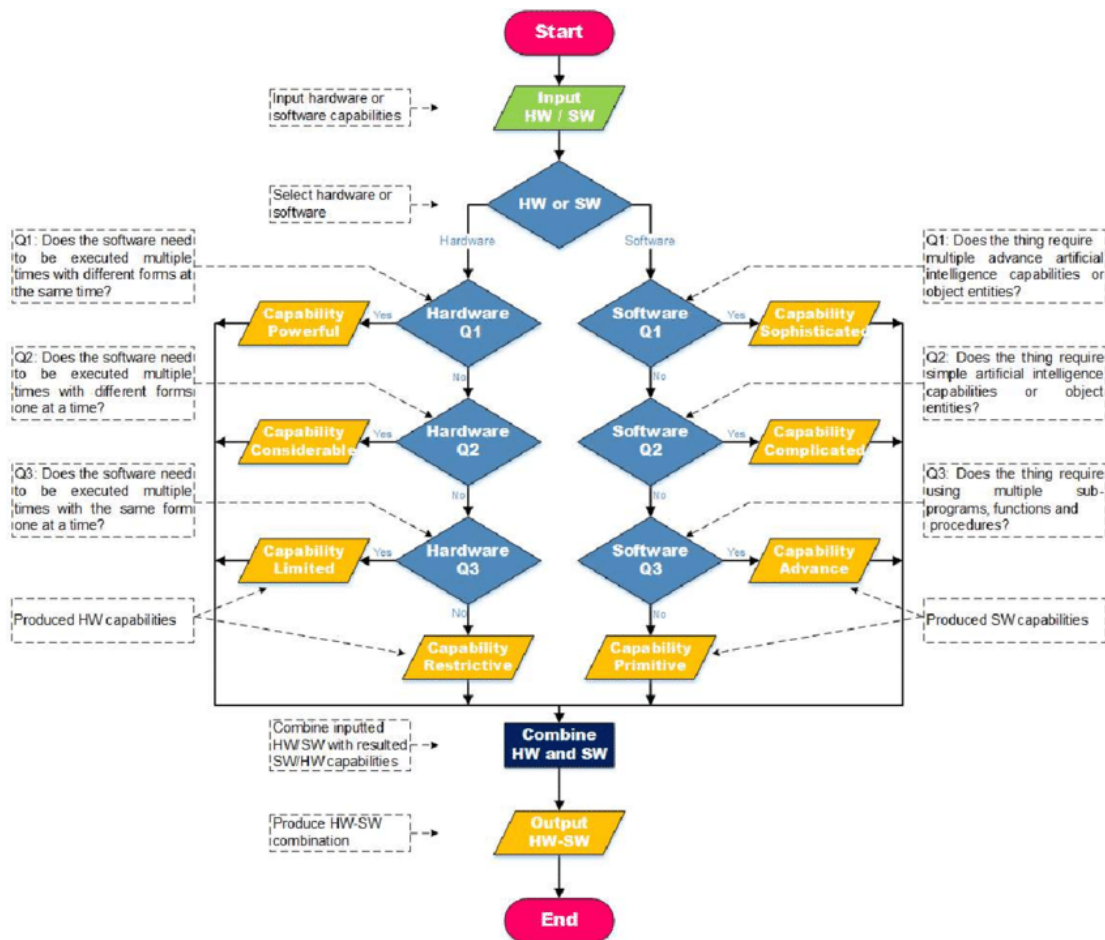 Start
Input hardware or
software capabilities
Input
HW / SW
Select hardware or
software
HW or SW
Hardware
Software
Q1: Does the software need
to be executed multiple
times with different forms at
the same time?
Q1: Does the thing require
multiple advance artificial
intelligence capabilities or
object entities?
Capability
Powerful
Yes
Hardware
Q1
Software
Q1
Yes
Capability
Sophisticated
No
No
Q2: Does the software need
to be executed multiple
times with different forms
one at a time?
Q2: Does the thing require
simple artificial intelligence
capabilities or object
entities?
Capability
Considerable
Yes
Hardware
Q2
Software
Q2
Yes
Capability
Complicated
No
No
Q3: Does the software need
to be executed multiple
times with the same form
one at a time?
Q3: Does the thing require
using multiple sub-
programs, functions and
procedures?
Capability
Limited
Yes
Hardware
Q3
Software
Q3
Yes
Capability
Advance
No
No
Produced HW capabilities
Capability
Restrictive
Capability
Primitive
Produced SW capabilities
Combine inputted
HW/SW with resulted
SW/HW capabilities
Combine
HW and SW
Produce HW-SW
combination
Output
HW-SW
End